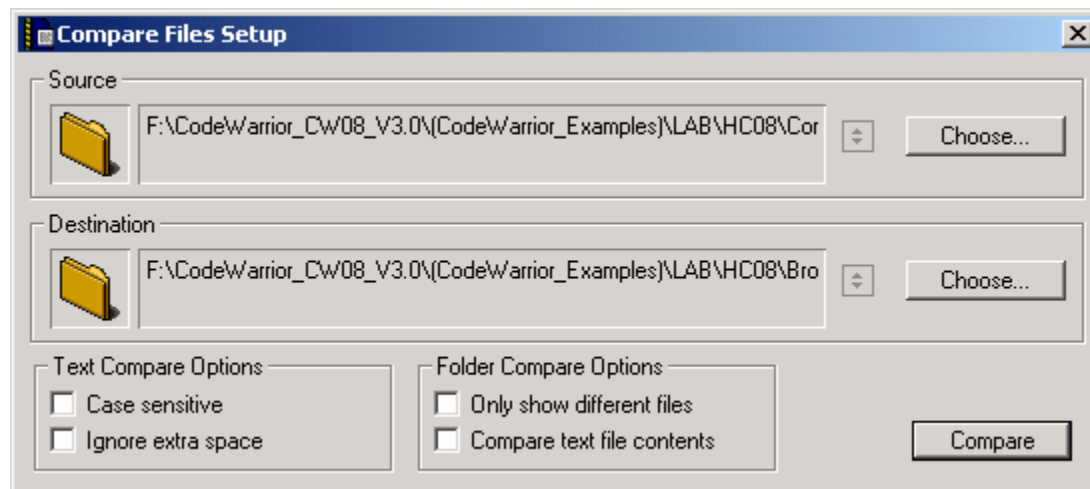 Compare Files Setup
Source
F:\CodeWarrior_CW08_V3.0\(CodeWarrior_Examples)\LAB\HC08\Cor
Choose...
Destination
F:\CodeWarrior_CW08_V3.0\(CodeWarrior_Examples)\LAB\HC08\Bro
Choose...
Text Compare Options
Folder Compare Options
Case sensitive
Only show different files
Ignore extra space
Compare text file contents
Compare